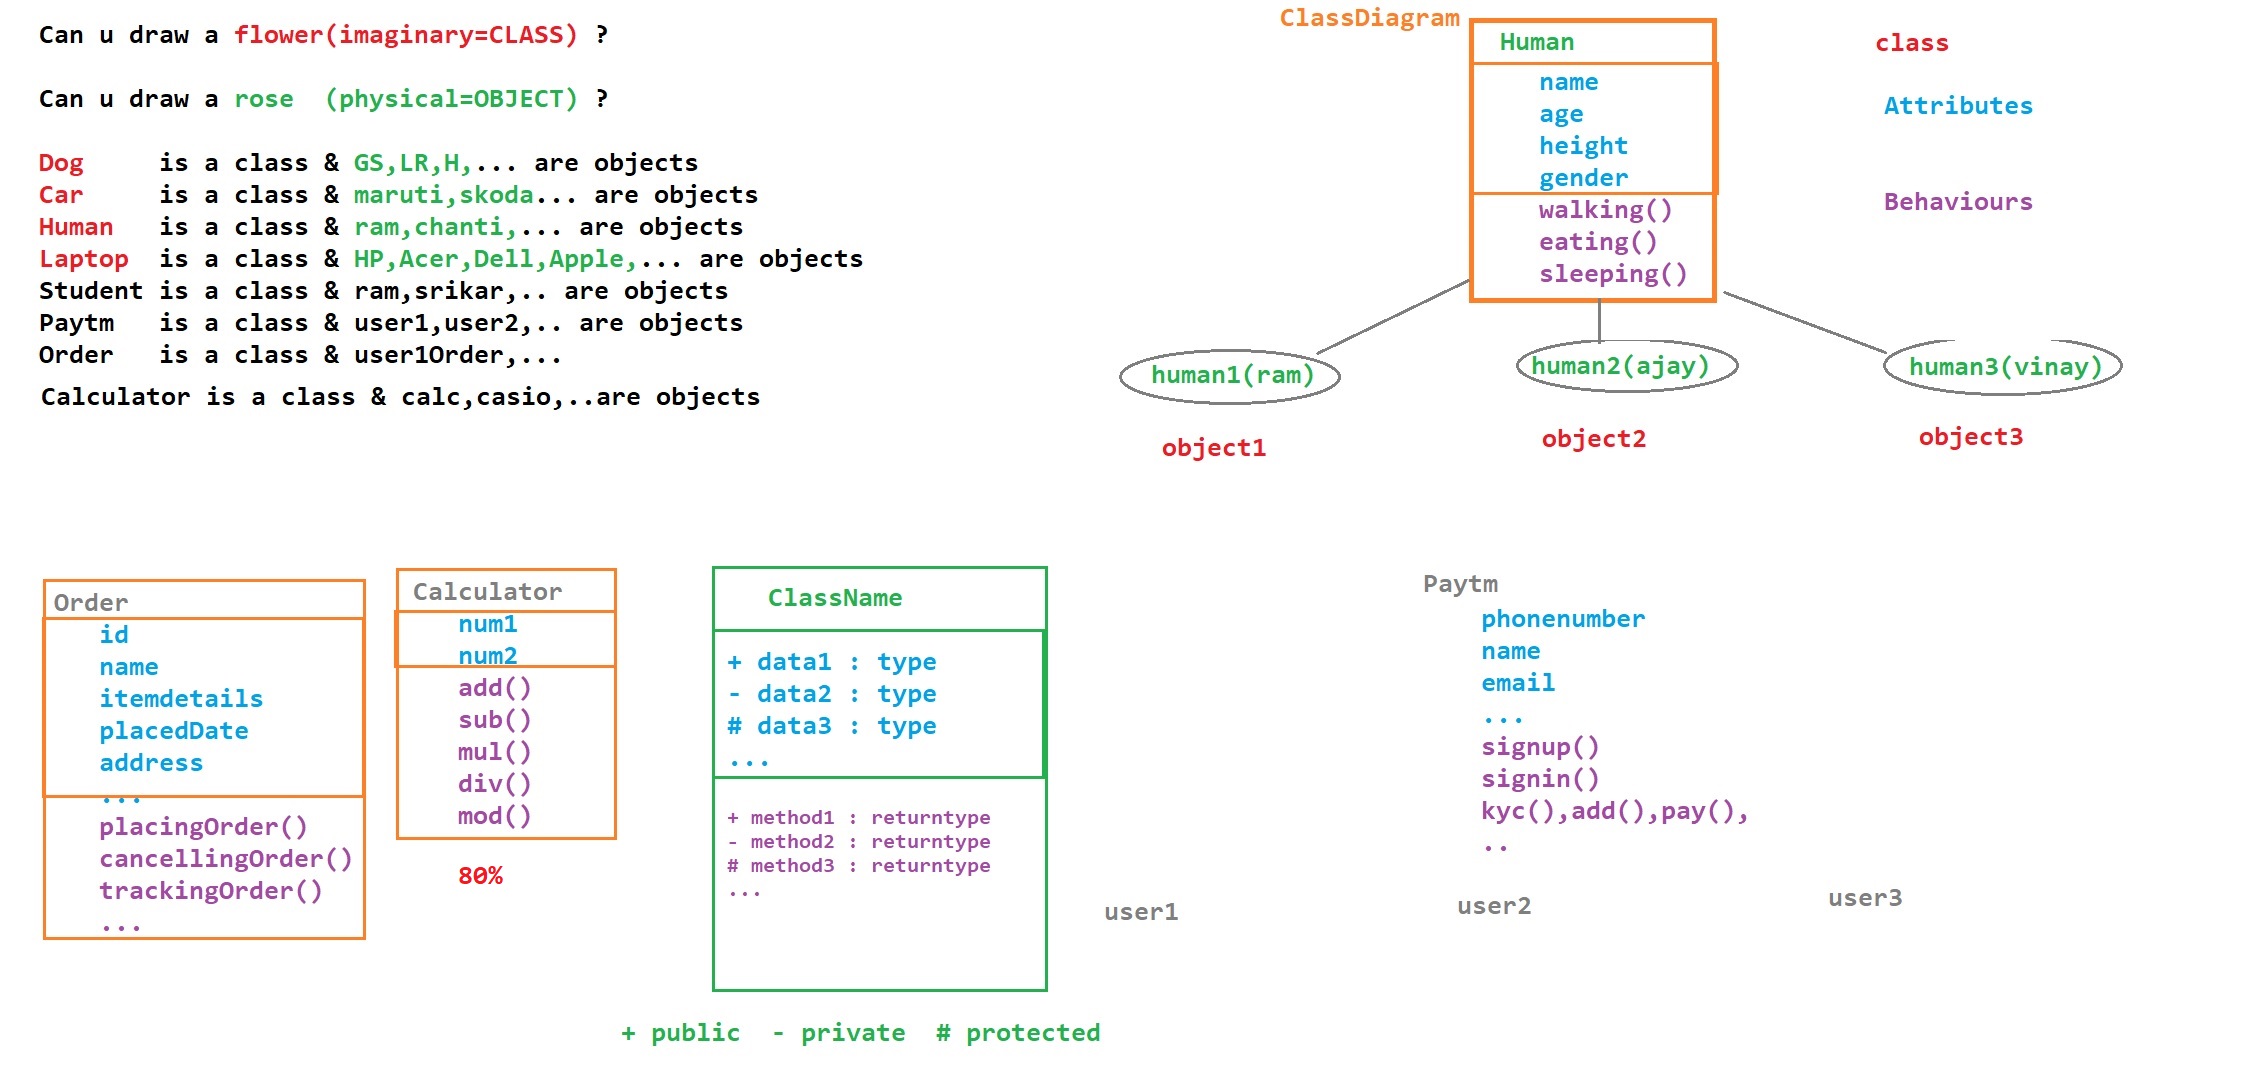 Can u draw a flower(imaginary=CLASS) ?
Can u draw a rose  (physical=OBJECT) ?
Dog     is a class & GS,LR,H,... are objects
Car     is a class & maruti,skoda... are objects
Human   is a class & ram,chanti,... are objects
Laptop  is a class & HP,Acer,Dell,Apple,... are objects
Student is a class & ram,srikar,.. are objects
Paytm   is a class & user1,user2,.. are objects
Order   is a class & user1Order,...
Calculator is a class & calc,casio,..are objects
ClassDiagram
Human
name
age
height
gender
walking()
eating()
sleeping()
class
Attributes
Behaviours
human1(ram)
human2(ajay)
human3(vinay)
object1
object2
object3
Order
id
name
itemdetails
placedDate
address
...
placingOrder()
cancellingOrder()
trackingOrder()
...
Calculator
num1
num2
add()
sub()
mul()
div()
mod()
80%
ClassName
+ data1 : type
- data2 : type
# data3 : type
...
+ method1 : returntype
- method2 : returntype
# method3 : returntype
...
+ public  - private  # protected
Paytm
phonenumber
name
email
...
signup()
signin()
kyc(),add(),pay(),
..
user1
user2
user3